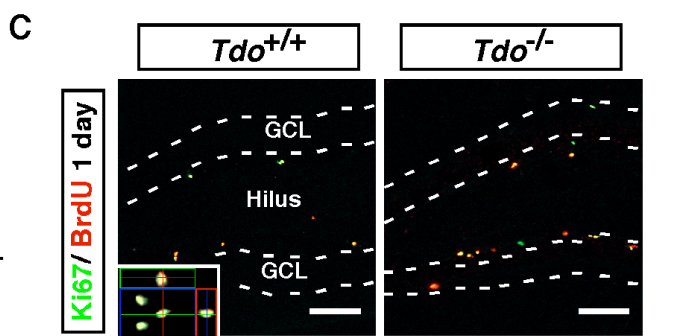 C
Tdo+/+
Tdo-/-
Ki67/ BrdU 1 day
GCL
Hilus
GCL